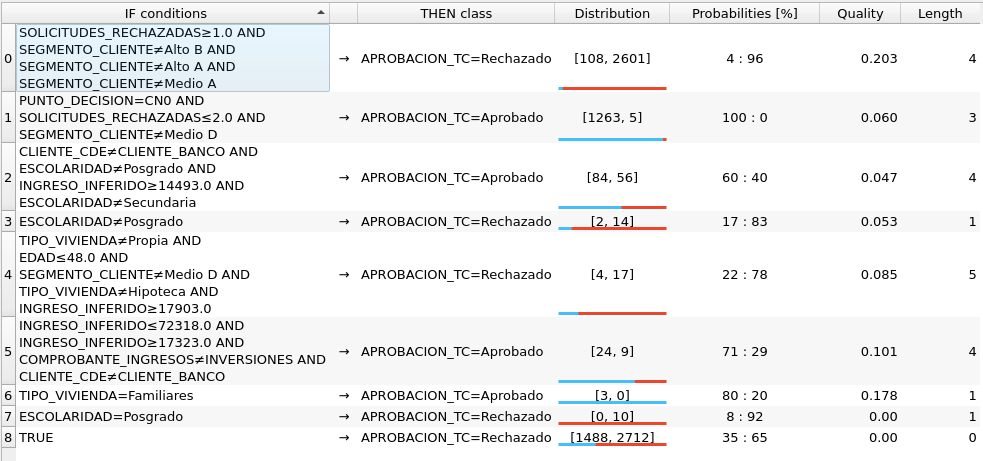 IF conditions THEN class Distribution Probabilities [%] Quality Length
0 SOLICITUDES_RECHAZADAS≥1.0 AND
SEGMENTO_CLIENTE≠Alto B AND
SEGMENTO_CLIENTE≠Alto A AND
SEGMENTO_CLIENTE≠Medio A
→ APROBACION_TC=Rechazado [108, 2601] 4 : 96 0.203 4
1 PUNTO_DECISION=CN0 AND
SOLICITUDES_RECHAZADAS≤2.0 AND
SEGMENTO_CLIENTE≠Medio D
→ APROBACION_TC=Aprobado [1263, 5] 100 : 0 0.060 3
2 CLIENTE_CDE≠CLIENTE_BANCO AND
ESCOLARIDAD≠Posgrado AND
INGRESO_INFERIDO≥14493.0 AND
ESCOLARIDAD≠Secundaria
→ APROBACION_TC=Aprobado [84, 56] 60 : 40 0.047 4
3 ESCOLARIDAD≠Posgrado → APROBACION_TC=Rechazado [2, 14] 17 : 83 0.053 1
4 TIPO_VIVIENDA≠Propia AND
EDAD≤48.0 AND
SEGMENTO_CLIENTE≠Medio D AND
TIPO_VIVIENDA≠Hipoteca AND
INGRESO_INFERIDO≥17903.0
→ APROBACION_TC=Rechazado [4, 17] 22 : 78 0.085 5
5 INGRESO_INFERIDO≤72318.0 AND
INGRESO_INFERIDO≥17323.0 AND
COMPROBANTE_INGRESOS≠INVERSIONES AND
CLIENTE_CDE≠CLIENTE_BANCO
→ APROBACION_TC=Aprobado [24, 9] 71 : 29 0.101 4
6 TIPO_VIVIENDA=Familiares → APROBACION_TC=Aprobado [3, 0] 80 : 20 0.178 1
7 ESCOLARIDAD=Posgrado → APROBACION_TC=Rechazado [0, 10] 8 : 92 0.00 1
8 TRUE → APROBACION_TC=Rechazado [1488, 2712] 35 : 65 0.00 0